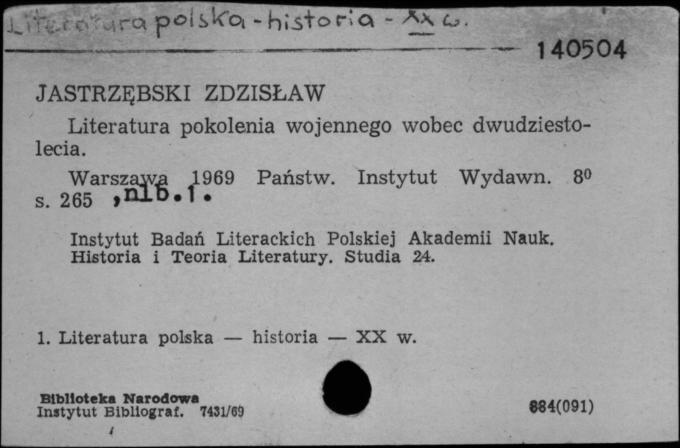 Literatura polska - historia - XX w.
140504
JASTRZĘBSKI ZDZISŁAW
Literatura pokolenia wojennego wobec dwudziesto-
lecia.
Warszawa 1969 Państw. Instytut Wydawn. 8⁰
s. 265 ,nlb.1.
Instytut Badań Literackich Polskiej Akademii Nauk.
Historia i Teoria Literatury. Studia 24.
1. Literatura polska — historia — XX w.
Biblioteka Narodowa
Instytut Bibliograf. 7431/69
884(091)